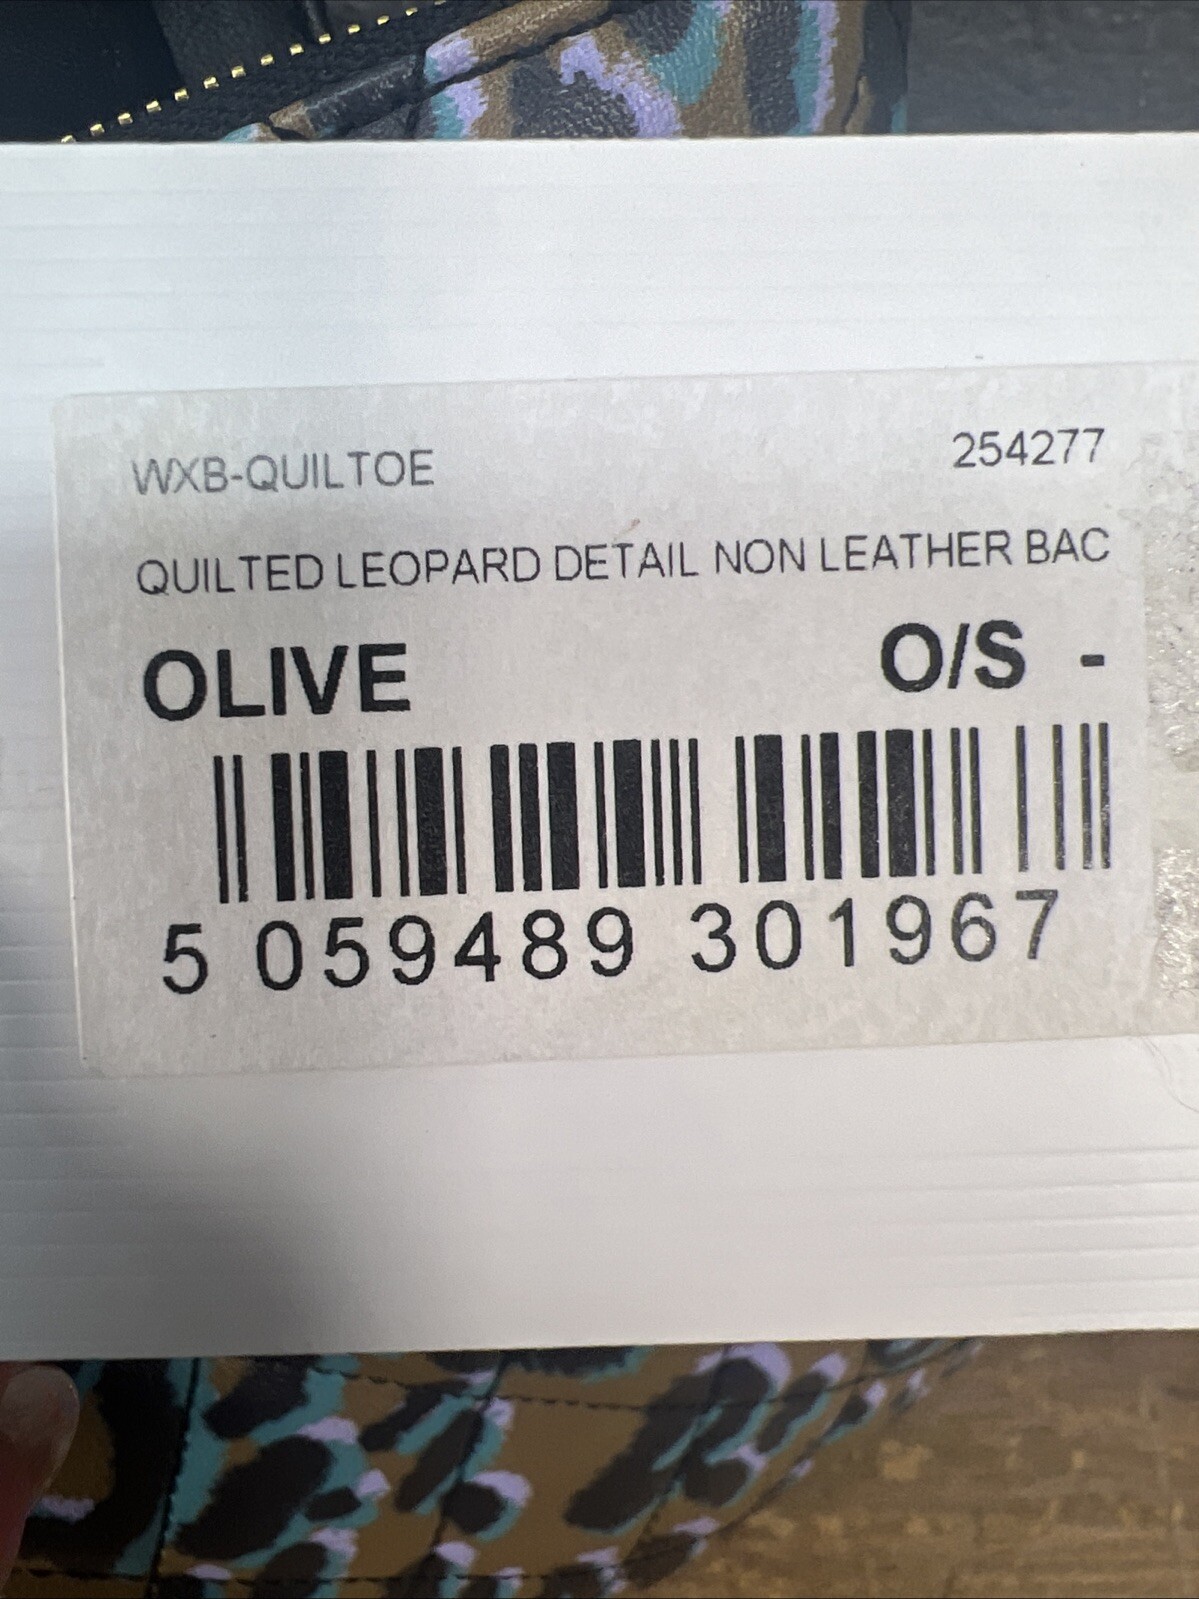 WXB-QUILTOE 254277
QUILTED LEOPARD DETAIL NON LEATHER BAC
OLIVE O/S -
5 059489 301967